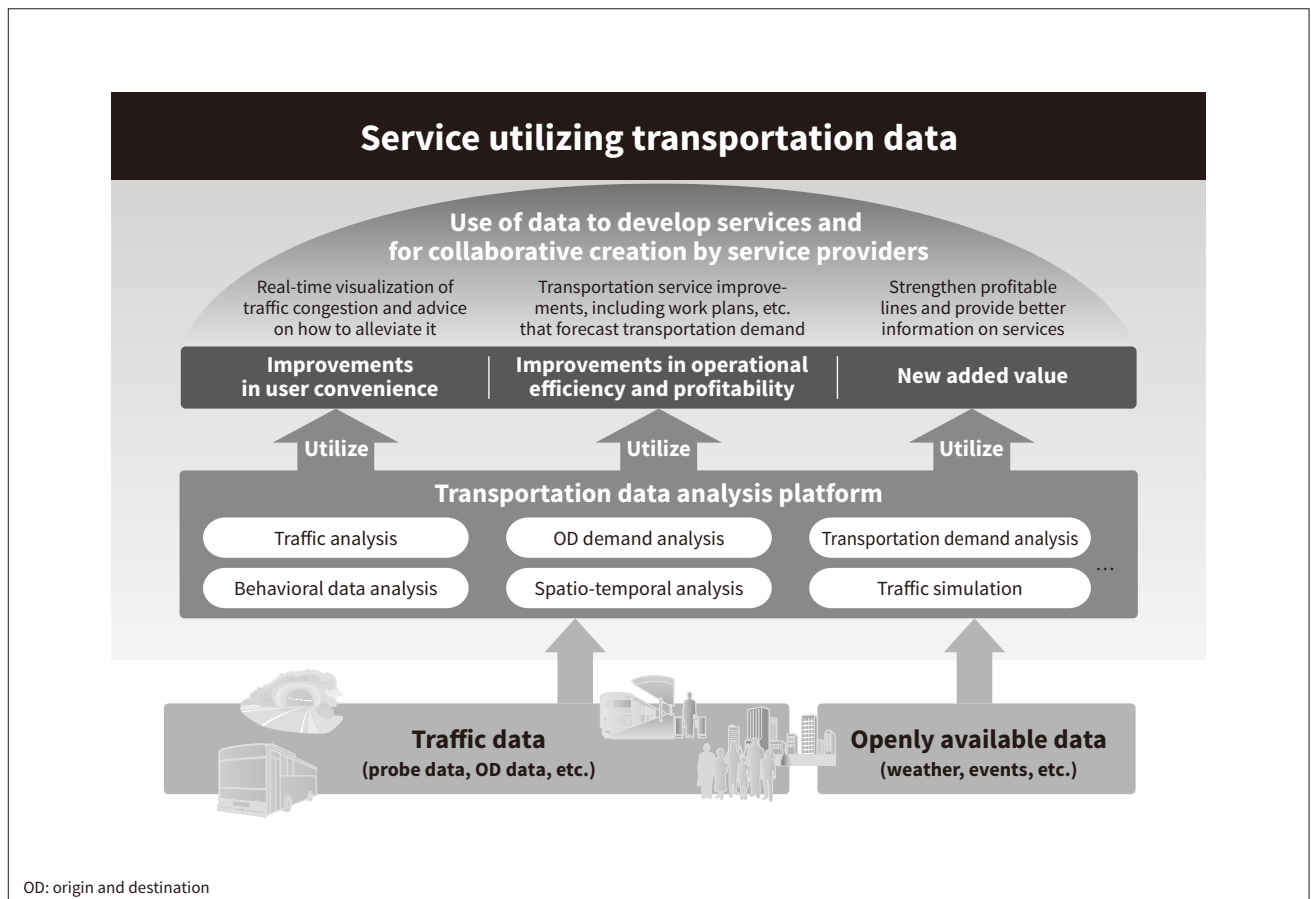 Service utilizing transportation data
Use of data to develop services and
for collaborative creation by service providers
Real-time visualization of
traffic congestion and advice
on how to alleviate it
Transportation service improve-
ments, including work plans, etc.
that forecast transportation demand
Strengthen profitable
lines and provide better
information on services
Improvements
in user convenience
Improvements in operational
efficiency and profitability
New added value
Utilize
Utilize
Utilize
Transportation data analysis platform
Traffic analysis
OD demand analysis
Transportation demand analysis
Behavioral data analysis
Spatio-temporal analysis
Traffic simulation
...
Traffic data
(probe data, OD data, etc.)
Openly available data
(weather, events, etc.)
OD: origin and destination